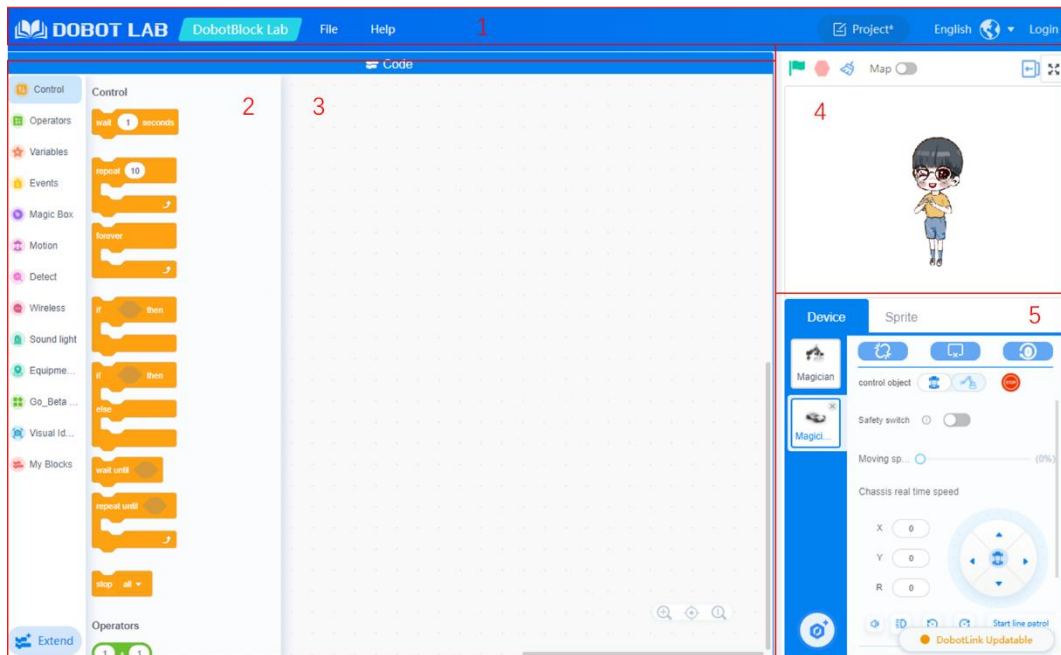 DOBOT LAB DobotBlock Lab File Help 1 Project* English Login
Code
Map
Control
Operators
Variables
Events
Magic Box
Motion
Detect
Wireless
Sound light
Equipme...
Go_Beta ...
Visual Id...
My Blocks
Extend
Control
2
wait 1 seconds
repeat 10
forever
if then
if then
else
wait until
repeat until
stop all
Operators
1 + 1
3
4
Device Sprite 5
Magician
Magici...
control object STOP
Safety switch
Moving sp... (0%)
Chassis real time speed
X 0
Y 0
R 0
Start line patrol
DobotLink Updatable